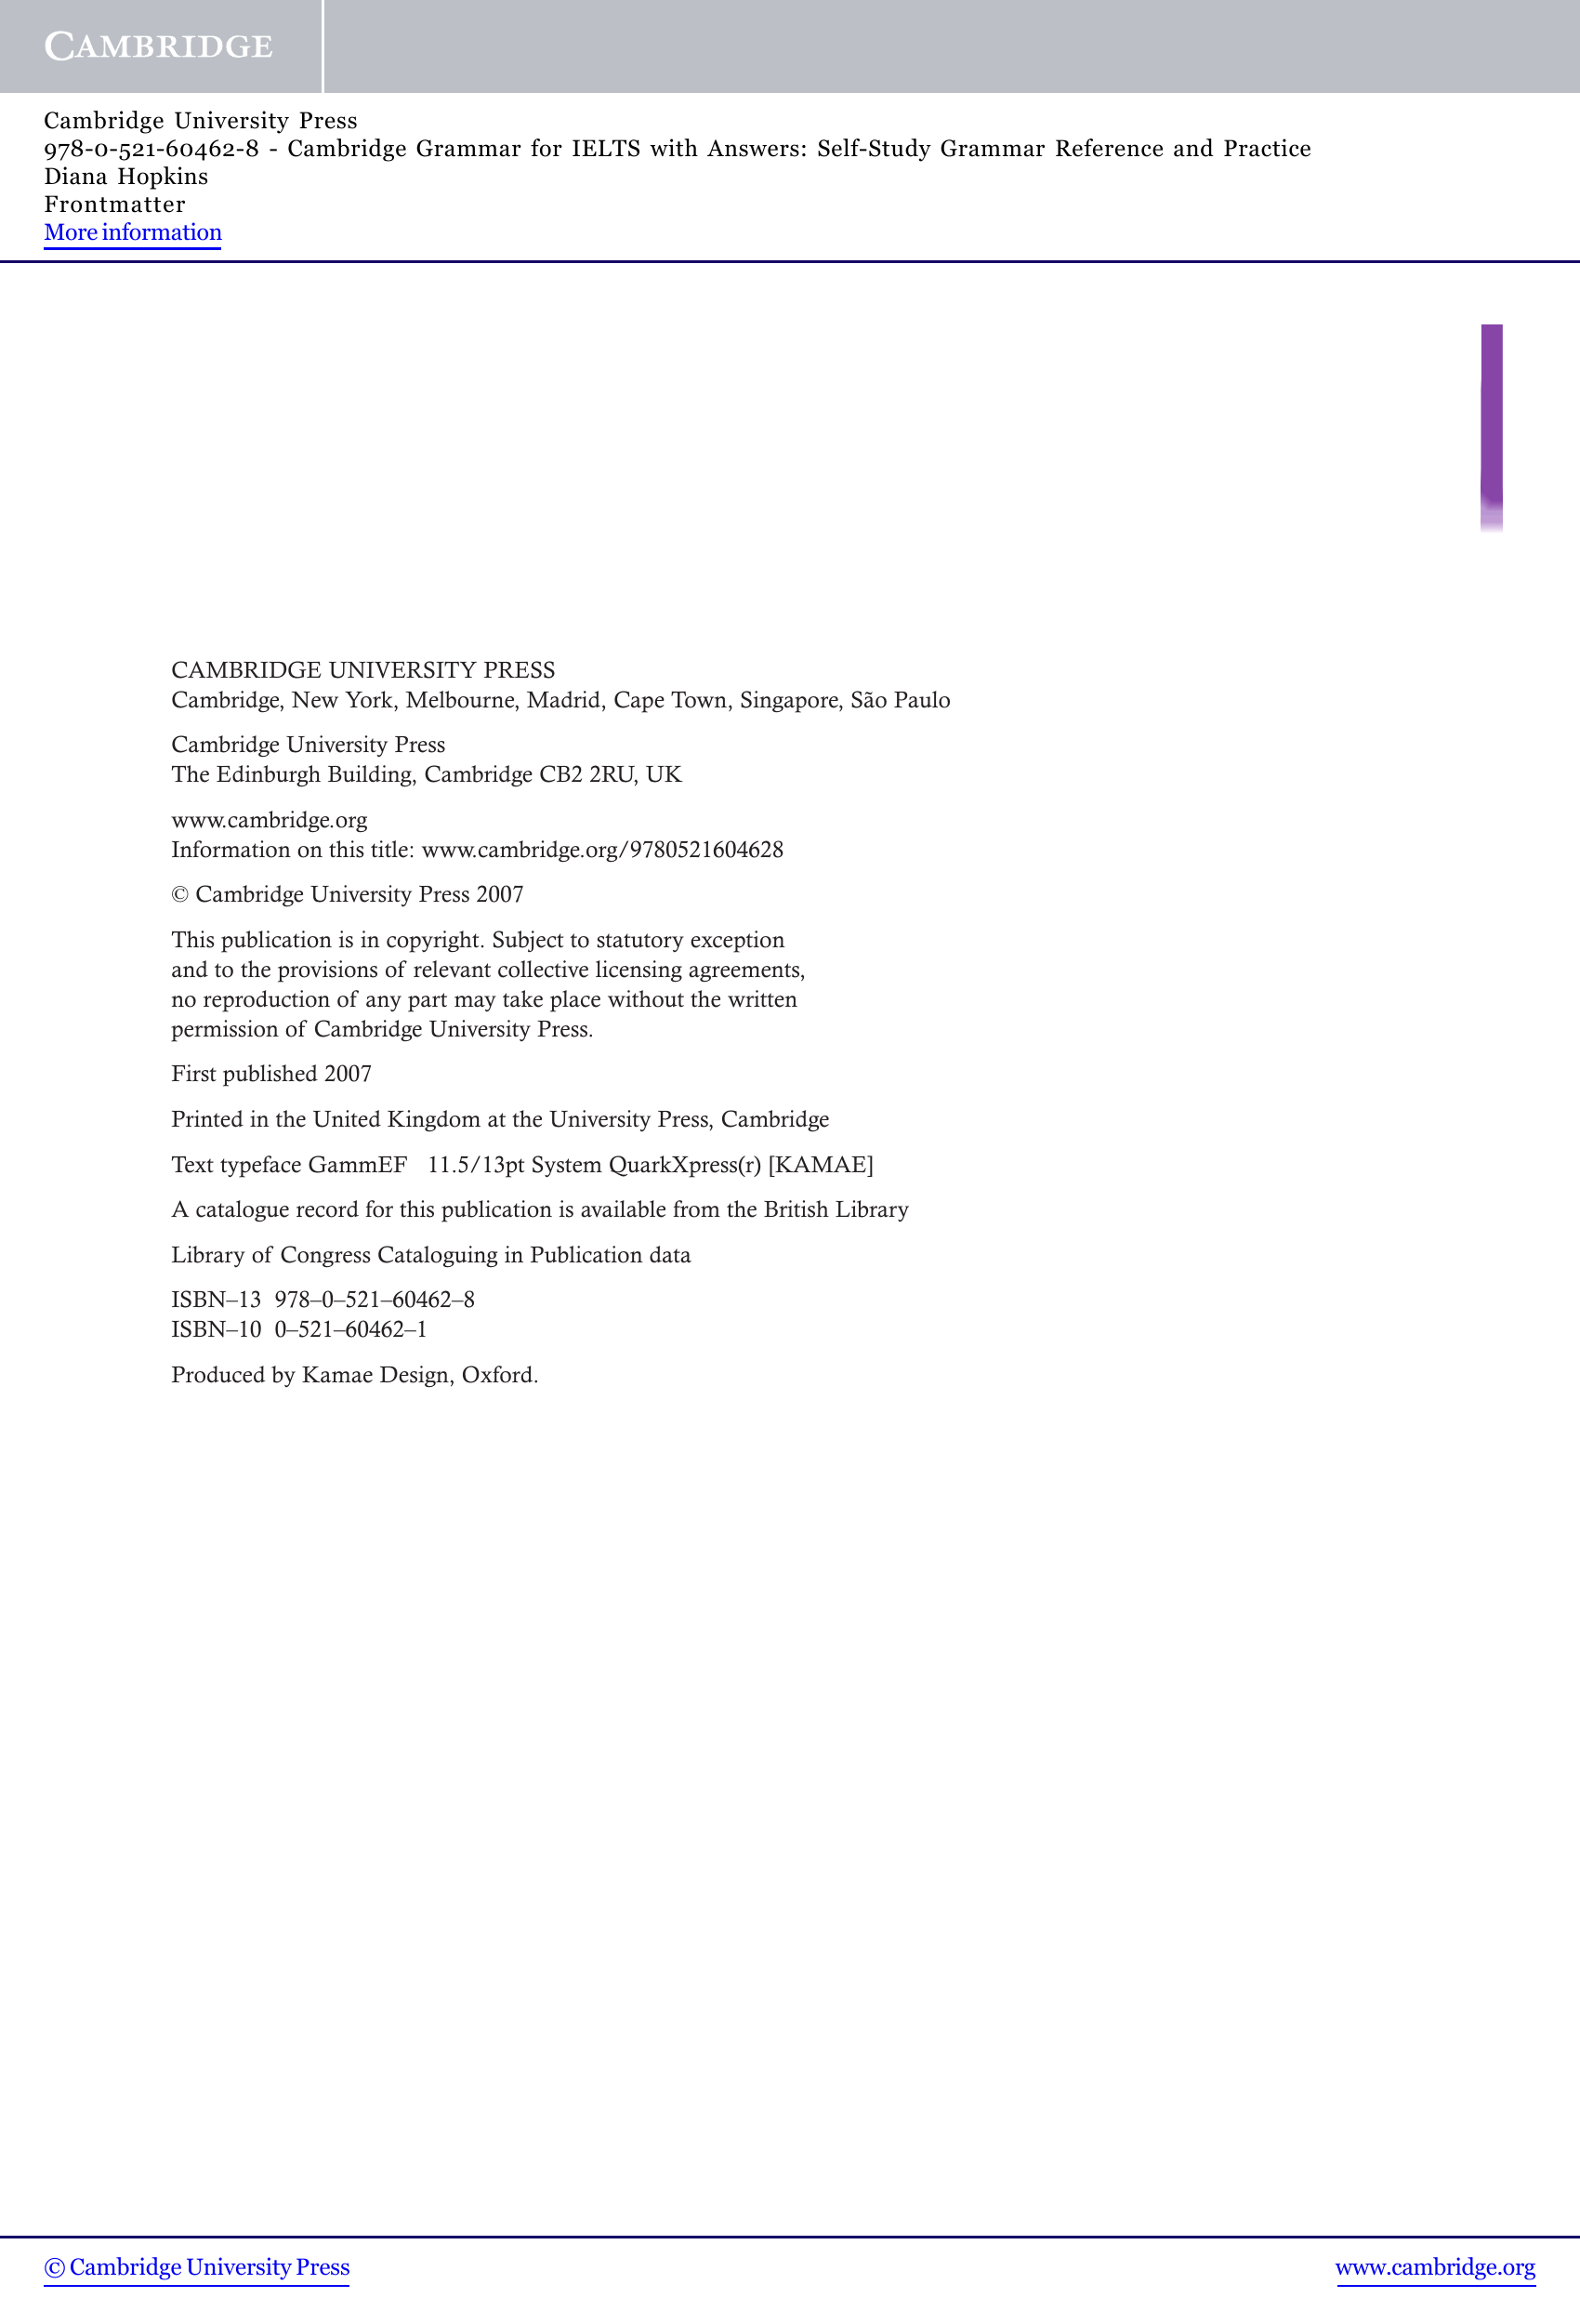 CAMBRIDGE
Cambridge University Press
978-0-521-60462-8 - Cambridge Grammar for IELTS with Answers: Self-Study Grammar Reference and Practice
Diana Hopkins
Frontmatter
More information
CAMBRIDGE UNIVERSITY PRESS
Cambridge, New York, Melbourne, Madrid, Cape Town, Singapore, São Paulo
Cambridge University Press
The Edinburgh Building, Cambridge CB2 2RU, UK
www.cambridge.org
Information on this title: www.cambridge.org/9780521604628
© Cambridge University Press 2007
This publication is in copyright. Subject to statutory exception
and to the provisions of relevant collective licensing agreements,
no reproduction of any part may take place without the written
permission of Cambridge University Press.
First published 2007
Printed in the United Kingdom at the University Press, Cambridge
Text typeface GammEF 11.5/13pt System QuarkXpress(r) [KAMAE]
A catalogue record for this publication is available from the British Library
Library of Congress Cataloguing in Publication data
ISBN–13 978–0–521–60462–8
ISBN–10 0–521–60462–1
Produced by Kamae Design, Oxford.
© Cambridge University Press
www.cambridge.org